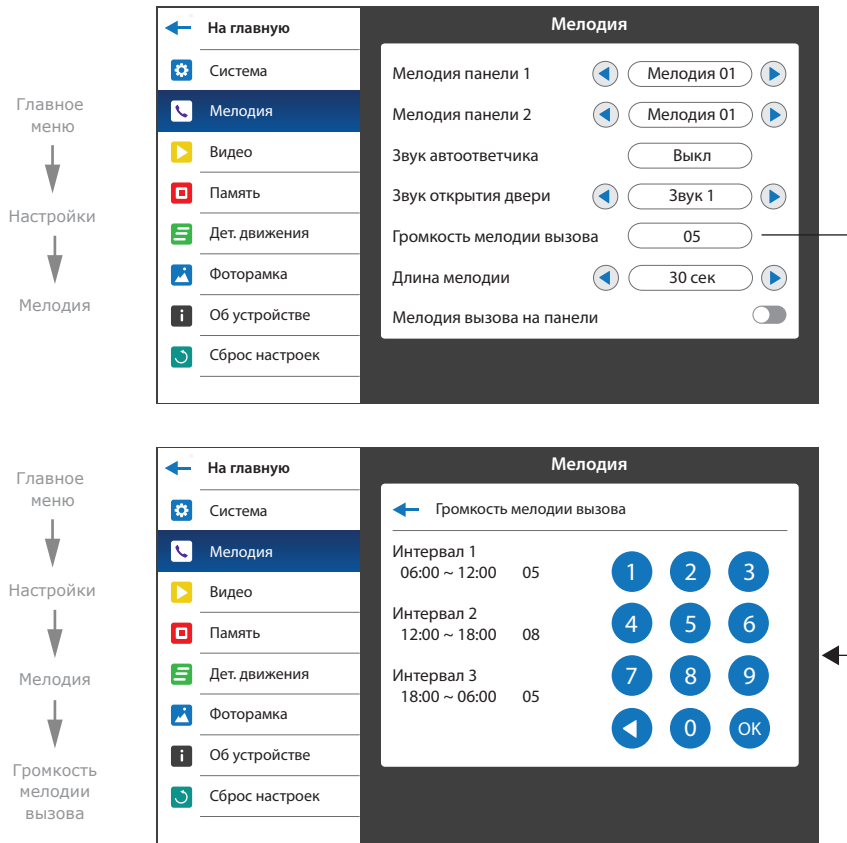 Главное
меню
Настройки
Мелодия
На главную
Система
Мелодия
Видео
Память
Дет. движения
Фоторамка
Об устройстве
Сброс настроек
Мелодия
Мелодия панели 1 Мелодия 01
Мелодия панели 2 Мелодия 01
Звук автоответчика Выкл
Звук открытия двери Звук 1
Громкость мелодии вызова 05
Длина мелодии 30 сек
Мелодия вызова на панели
Главное
меню
Настройки
Мелодия
Громкость
мелодии
вызова
На главную
Система
Мелодия
Видео
Память
Дет. движения
Фоторамка
Об устройстве
Сброс настроек
Мелодия
Громкость мелодии вызова
Интервал 1
06:00 ~ 12:00 05
Интервал 2
12:00 ~ 18:00 08
Интервал 3
18:00 ~ 06:00 05
1 2 3
4 5 6
7 8 9
0 OK